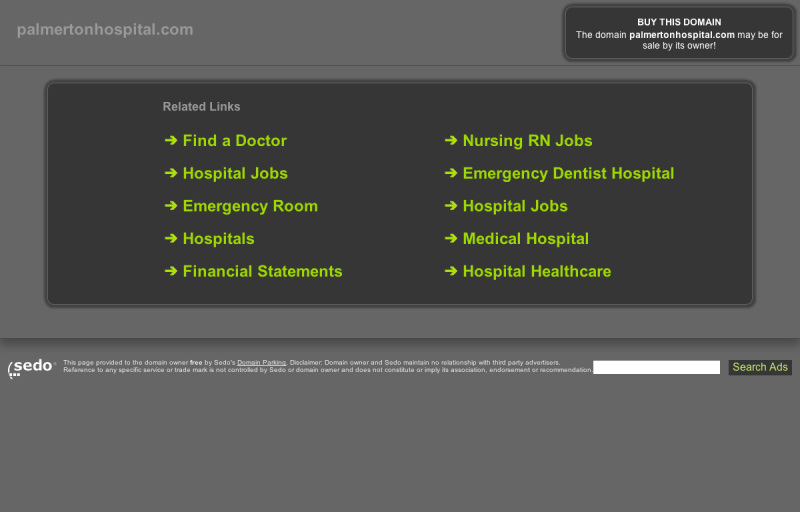 palmertonhospital.com
BUY THIS DOMAIN
The domain palmertonhospital.com may be for
sale by its owner!
Related Links
➔ Find a Doctor
➔ Hospital Jobs
➔ Emergency Room
➔ Hospitals
➔ Financial Statements
➔ Nursing RN Jobs
➔ Emergency Dentist Hospital
➔ Hospital Jobs
➔ Medical Hospital
➔ Hospital Healthcare
sedo
This page provided to the domain owner free by Sedo's Domain Parking. Disclaimer: Domain owner and Sedo maintain no relationship with third party advertisers.
Reference to any specific service or trade mark is not controlled by Sedo or domain owner and does not constitute or imply its association, endorsement or recommendation.
Search Ads